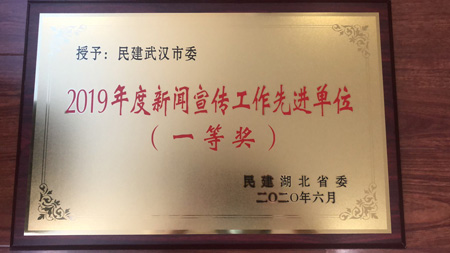 授予：民建武汉市委
2019年度新闻宣传工作先进单位
（一等奖）
民建湖北省委
二〇二〇年六月